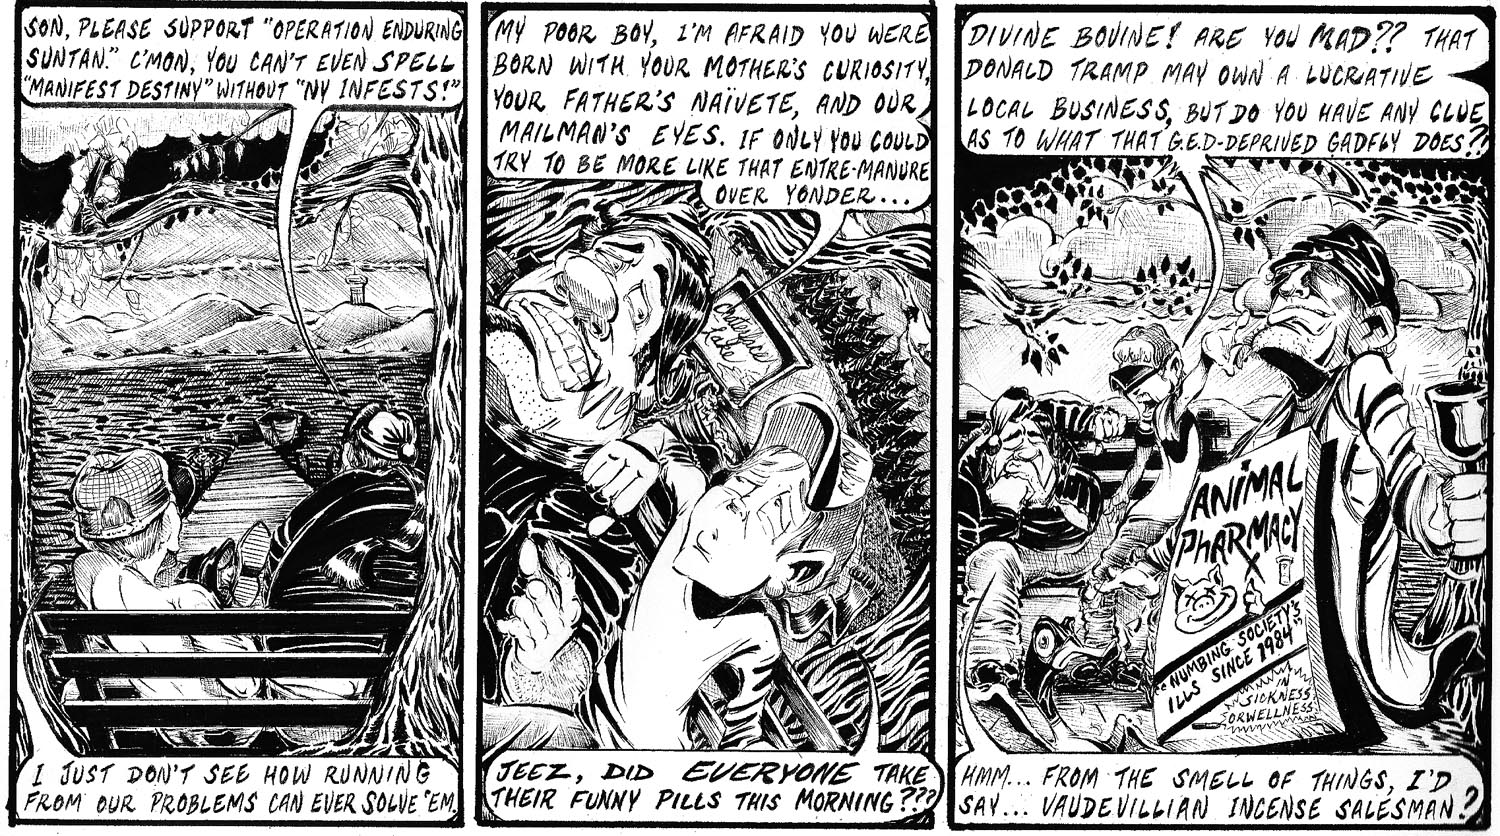 SON, PLEASE SUPPORT "OPERATION ENDURING
SUNTAN." C'MON, YOU CAN'T EVEN SPELL
"MANIFEST DESTINY" WITHOUT "NY INFESTS!"
I JUST DON'T SEE HOW RUNNING
FROM OUR PROBLEMS CAN EVER SOLVE 'EM.
MY POOR BOY, I'M AFRAID YOU WERE
BORN WITH YOUR MOTHER'S CURIOSITY,
YOUR FATHER'S NAÏVETE, AND OUR
MAILMAN'S EYES. IF ONLY YOU COULD
TRY TO BE MORE LIKE THAT ENTRE-MANURE
OVER YONDER...
JEEZ, DID EVERYONE TAKE
THEIR FUNNY PILLS THIS MORNING???
DIVINE BOVINE! ARE YOU MAD?? THAT
DONALD TRAMP MAY OWN A LUCRATIVE
LOCAL BUSINESS, BUT DO YOU HAVE ANY CLUE
AS TO WHAT THAT G.E.D-DEPRIVED GADFLY DOES??
ANIMAL
PHARMACY
X
"NUMBING SOCIETY'S
ILLS SINCE 1984"
IN
SICKNESS
ORWELLNESS
HMM... FROM THE SMELL OF THINGS, I'D
SAY... VAUDEVILLIAN INCENSE SALESMAN?